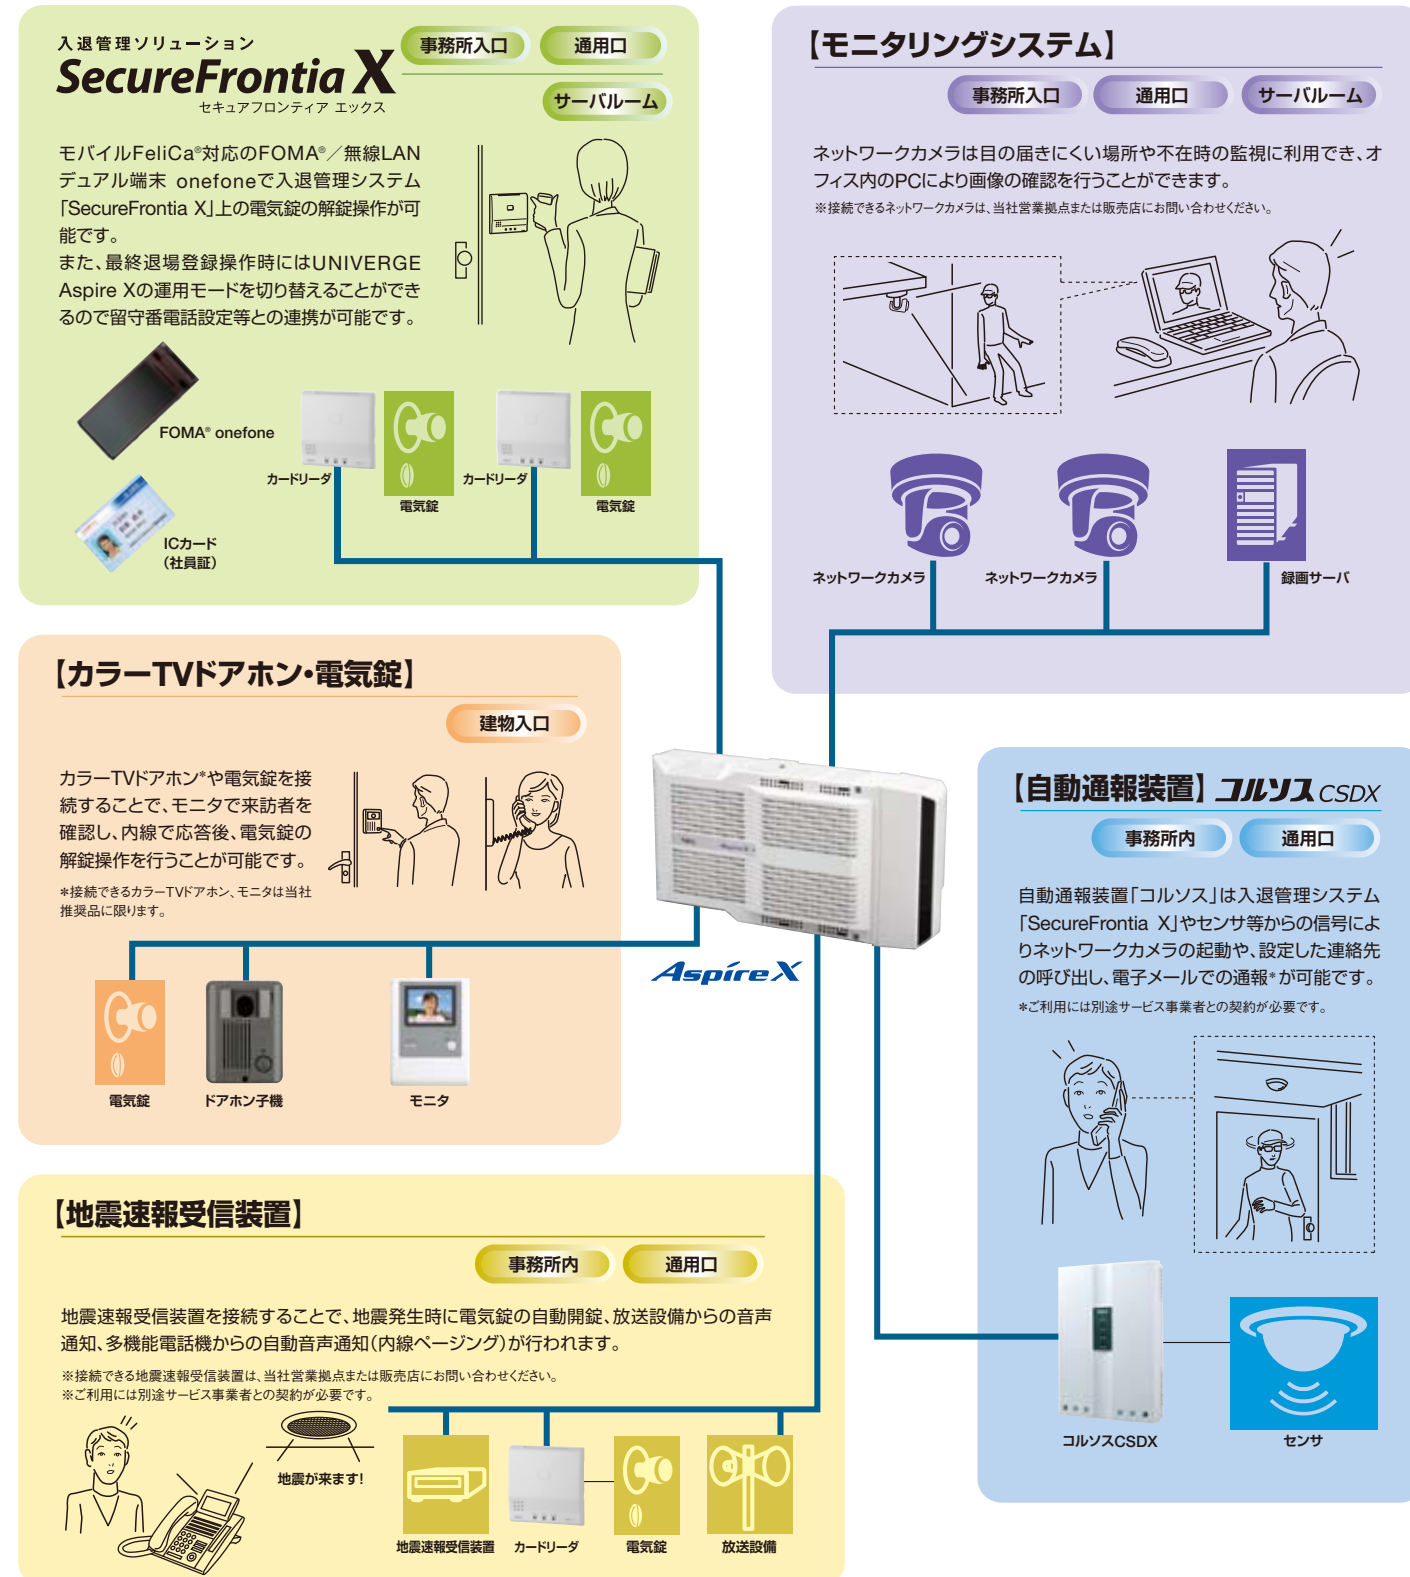 入退管理ソリューション
SecureFrontia X
セキュアフロンティア エックス
事務所入口
通用口
サーバルーム
モバイルFeliCa®対応のFOMA®／無線LAN
デュアル端末 onefoneで入退管理システム
「SecureFrontia X」上の電気錠の解錠操作が可
能です。
また、最終退場登録操作時にはUNIVERGE
Aspire Xの運用モードを切り替えることができ
るので留守番電話設定等との連携が可能です。
FOMA® onefone
ICカード
（社員証）
カードリーダ
電気錠
カードリーダ
電気錠
【モニタリングシステム】
事務所入口
通用口
サーバルーム
ネットワークカメラは目の届きにくい場所や不在時の監視に利用でき、オ
フィス内のPCにより画像の確認を行うことができます。
※接続できるネットワークカメラは、当社営業拠点または販売店にお問い合わせください。
ネットワークカメラ
ネットワークカメラ
録画サーバ
【カラーTVドアホン・電気錠】
建物入口
カラーTVドアホン*や電気錠を接
続することで、モニタで来訪者を
確認し、内線で応答後、電気錠の
解錠操作を行うことが可能です。
*接続できるカラーTVドアホン、モニタは当社
推奨品に限ります。
電気錠
ドアホン子機
モニタ
AspireX
【自動通報装置】コルソス CSDX
事務所内
通用口
自動通報装置「コルソス」は入退管理システム
「SecureFrontia X」やセンサ等からの信号によ
りネットワークカメラの起動や、設定した連絡先
の呼び出し、電子メールでの通報*が可能です。
*ご利用には別途サービス事業者との契約が必要です。
コルソスCSDX
センサ
【地震速報受信装置】
事務所内
通用口
地震速報受信装置を接続することで、地震発生時に電気錠の自動開錠、放送設備からの音声
通知、多機能電話機からの自動音声通知（内線ページング）が行われます。
※接続できる地震速報受信装置は、当社営業拠点または販売店にお問い合わせください。
※ご利用には別途サービス事業者との契約が必要です。
地震が来ます！
地震速報受信装置
カードリーダ
電気錠
放送設備